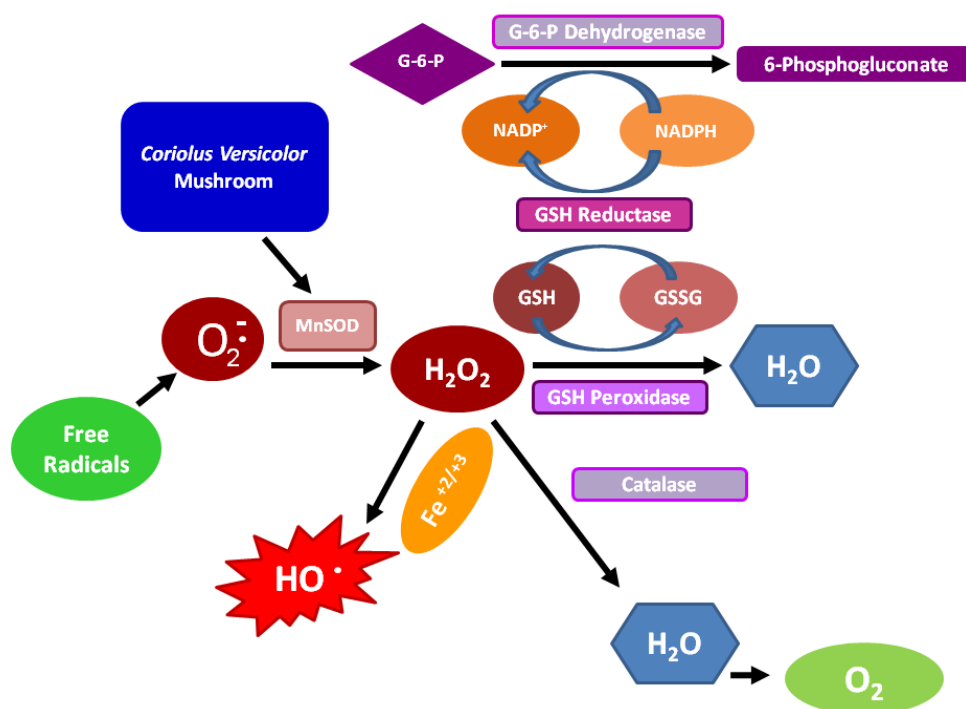 G-6-P Dehydrogenase
G-6-P
6-Phosphogluconate
NADP⁺
NADPH
Coriolus Versicolor
Mushroom
GSH Reductase
GSH
GSSG
MnSOD
O₂⁻:
H₂O₂
H₂O
GSH Peroxidase
Free
Radicals
Fe ⁺²/⁺³
Catalase
HO ·
H₂O
O₂